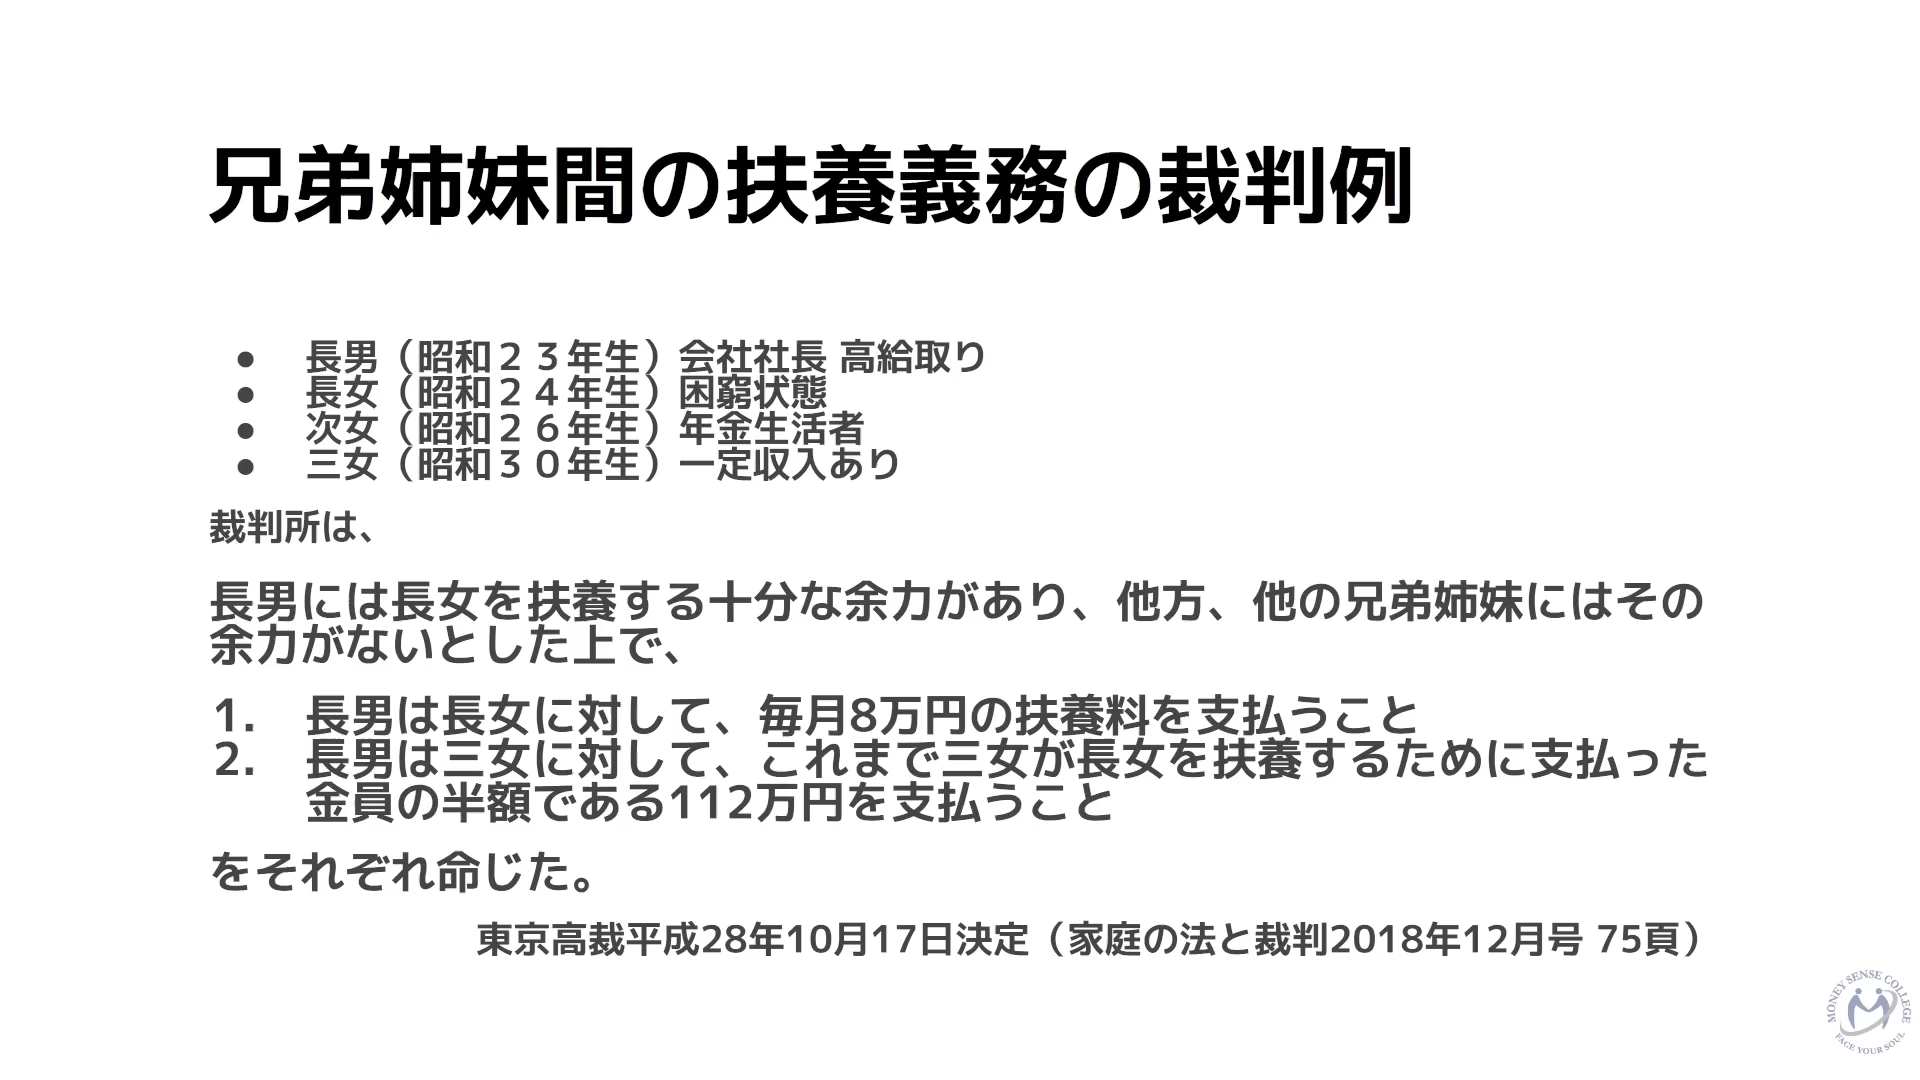 兄弟姉妹間の扶養義務の裁判例
● 長男（昭和２３年生）会社社長 高給取り
● 長女（昭和２４年生）困窮状態
● 次女（昭和２６年生）年金生活者
● 三女（昭和３０年生）一定収入あり
裁判所は、
長男には長女を扶養する十分な余力があり、他方、他の兄弟姉妹にはその
余力がないとした上で、
1. 長男は長女に対して、毎月8万円の扶養料を支払うこと
2. 長男は三女に対して、これまで三女が長女を扶養するために支払った
金員の半額である112万円を支払うこと
をそれぞれ命じた。
東京高裁平成28年10月17日決定（家庭の法と裁判2018年12月号 75頁）
MONEY SENSE COLLEGE
FACE YOUR SOUL